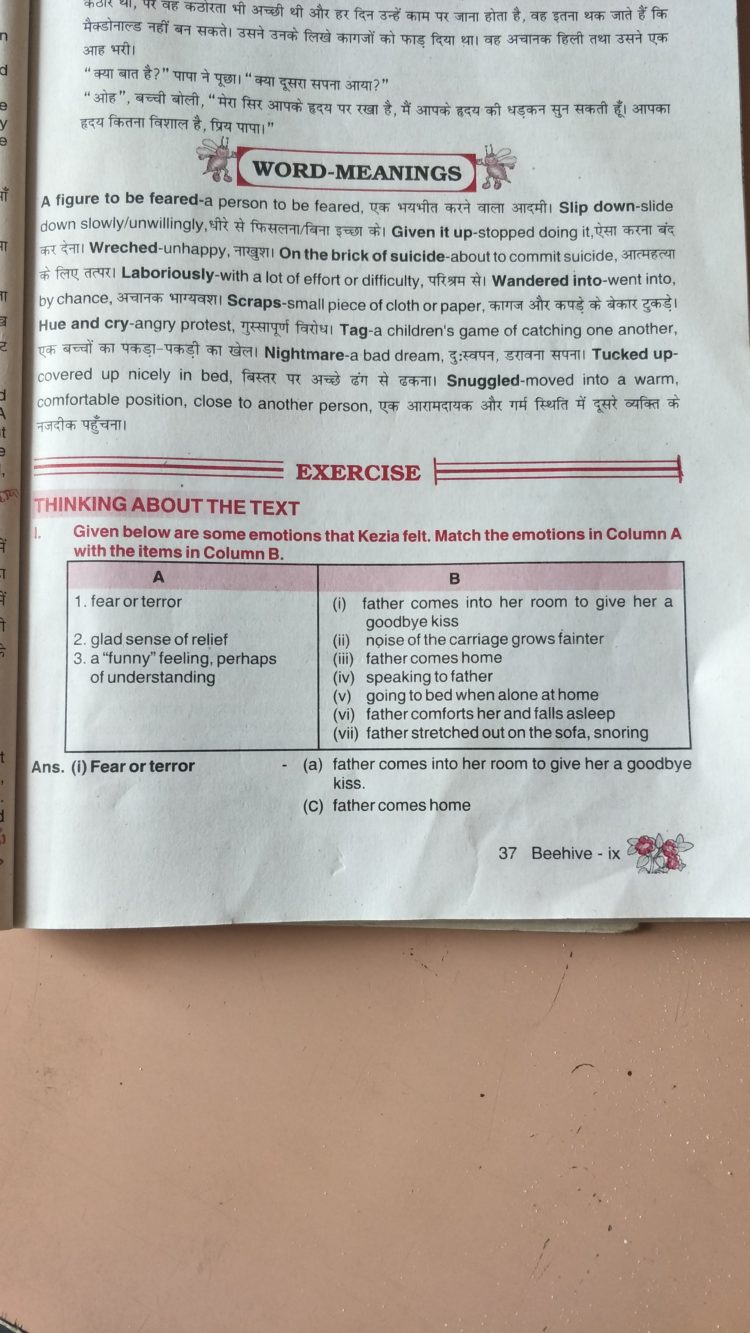 कठोर था, पर वह कठोरता भी अच्छी थी और हर दिन उन्हें काम पर जाना होता है, वह इतना थक जाते हैं कि
मैक्डोनाल्ड नहीं बन सकते। उसने उनके लिखे कागजों को फाड़ दिया था। वह अचानक हिली तथा उसने एक
आह भरी।
“क्या बात है?” पापा ने पूछा। “क्या दूसरा सपना आया?”
“ओह”, बच्ची बोली, “मेरा सिर आपके हृदय पर रखा है, मैं आपके हृदय की धड़कन सुन सकती हूँ। आपका
हृदय कितना विशाल है, प्रिय पापा।”
WORD-MEANINGS
A figure to be feared-a person to be feared, एक भयभीत करने वाला आदमी। Slip down-slide
down slowly/unwillingly,धीरे से फिसलना/बिना इच्छा के। Given it up-stopped doing it,ऐसा करना बंद
कर देना। Wreched-unhappy, नाखुश। On the brick of suicide-about to commit suicide, आत्महत्या
के लिए तत्पर। Laboriously-with a lot of effort or difficulty, परिश्रम से। Wandered into-went into,
by chance, अचानक भाग्यवश। Scraps-small piece of cloth or paper, कागज और कपड़े के बेकार टुकड़े।
Hue and cry-angry protest, गुस्सापूर्ण विरोध। Tag-a children's game of catching one another,
एक बच्चों का पकड़ा-पकड़ी का खेल। Nightmare-a bad dream, दुःस्वपन, डरावना सपना। Tucked up-
covered up nicely in bed, बिस्तर पर अच्छे ढंग से ढकना। Snuggled-moved into a warm,
comfortable position, close to another person, एक आरामदायक और गर्म स्थिति में दूसरे व्यक्ति के
नजदीक पहुँचना।
EXERCISE
THINKING ABOUT THE TEXT
I. Given below are some emotions that Kezia felt. Match the emotions in Column A
with the items in Column B.
A B
1. fear or terror (i) father comes into her room to give her a
goodbye kiss
2. glad sense of relief (ii) noise of the carriage grows fainter
3. a “funny” feeling, perhaps (iii) father comes home
of understanding (iv) speaking to father
(v) going to bed when alone at home
(vi) father comforts her and falls asleep
(vii) father stretched out on the sofa, snoring
Ans. (i) Fear or terror - (a) father comes into her room to give her a goodbye
kiss.
(C) father comes home
37 Beehive - ix